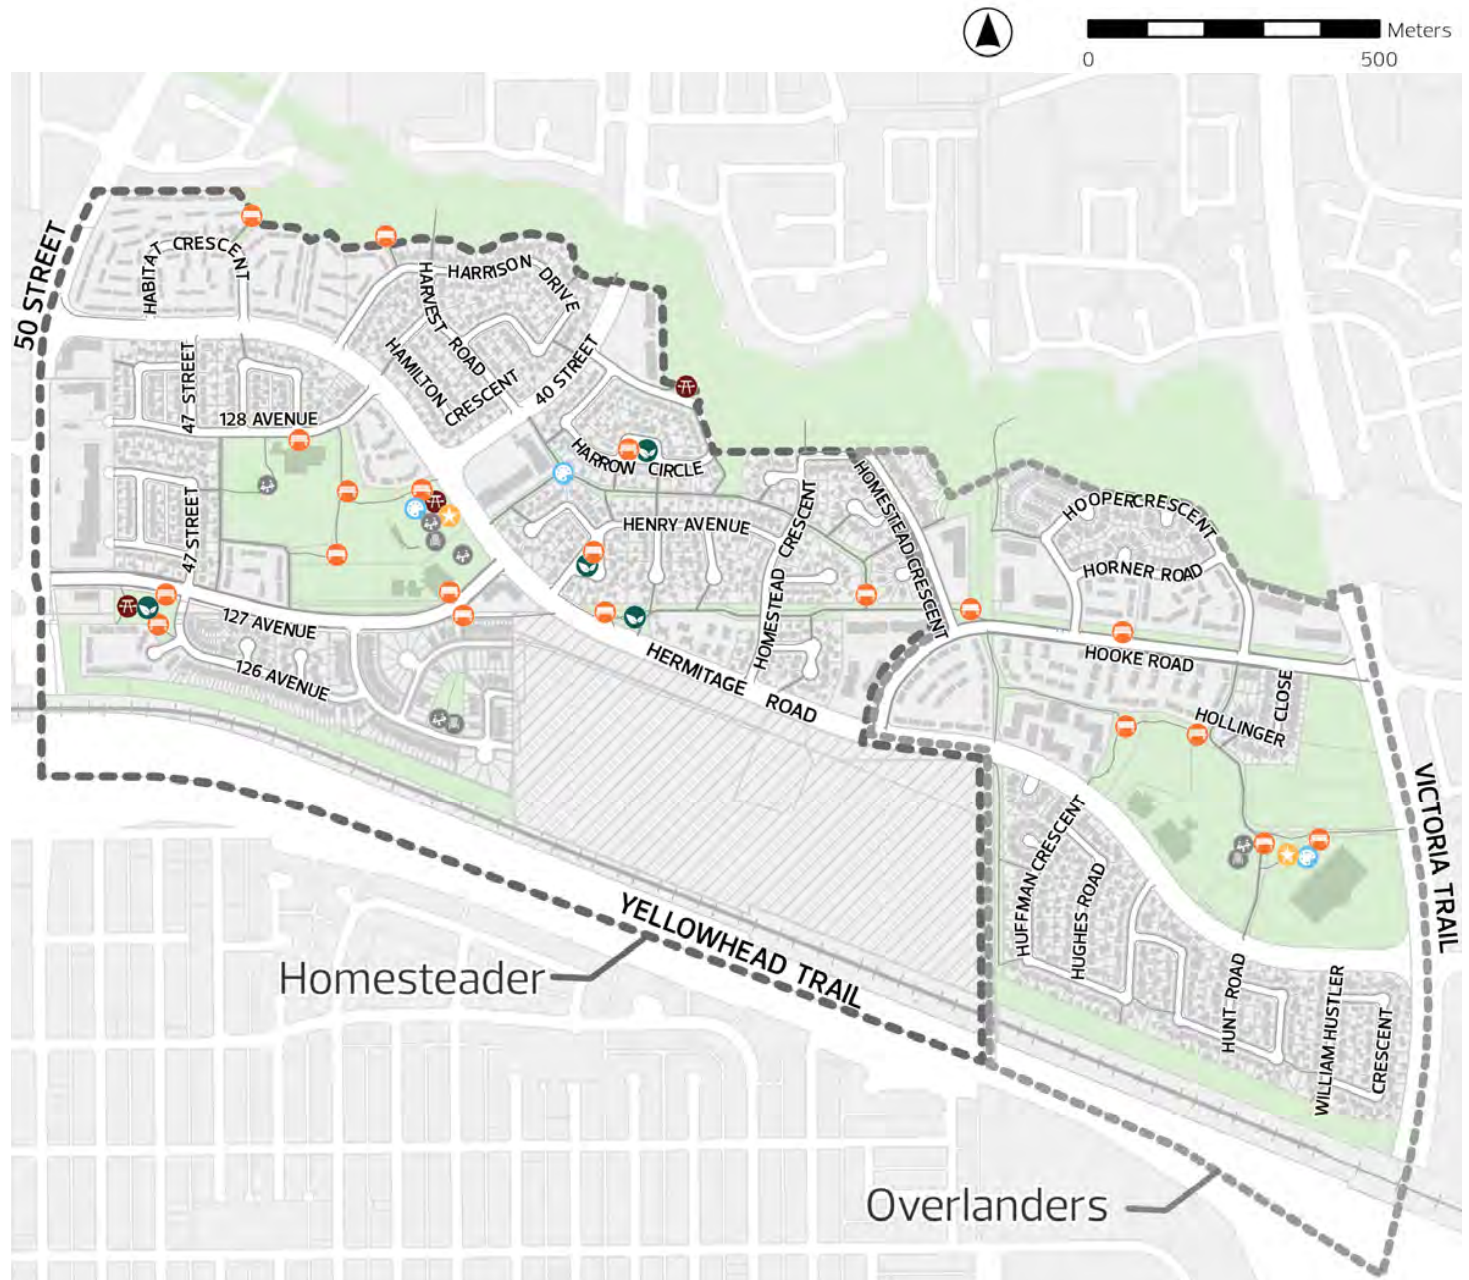 Meters
0 500
50 STREET
HABITAT CRESCENT
HARRISON DRIVE
HARVEST ROAD
HAMILTON CRESCENT
40 STREET
47 STREET
128 AVENUE
HARROW CIRCLE
HOMESTEAD CRESCENT
HOMESTEAD CRESCENT
HOOPER CRESCENT
47 STREET
HENRY AVENUE
HORNER ROAD
127 AVENUE
126 AVENUE
HERMITAGE ROAD
HOOKE ROAD
HOLLINGER CLOSE
VICTORIA TRAIL
HUFFMAN CRESCENT
HUGHES ROAD
YELLOWHEAD TRAIL
Homesteader
HUNT ROAD
WILLIAM HUSTLER
CRESCENT
Overlanders